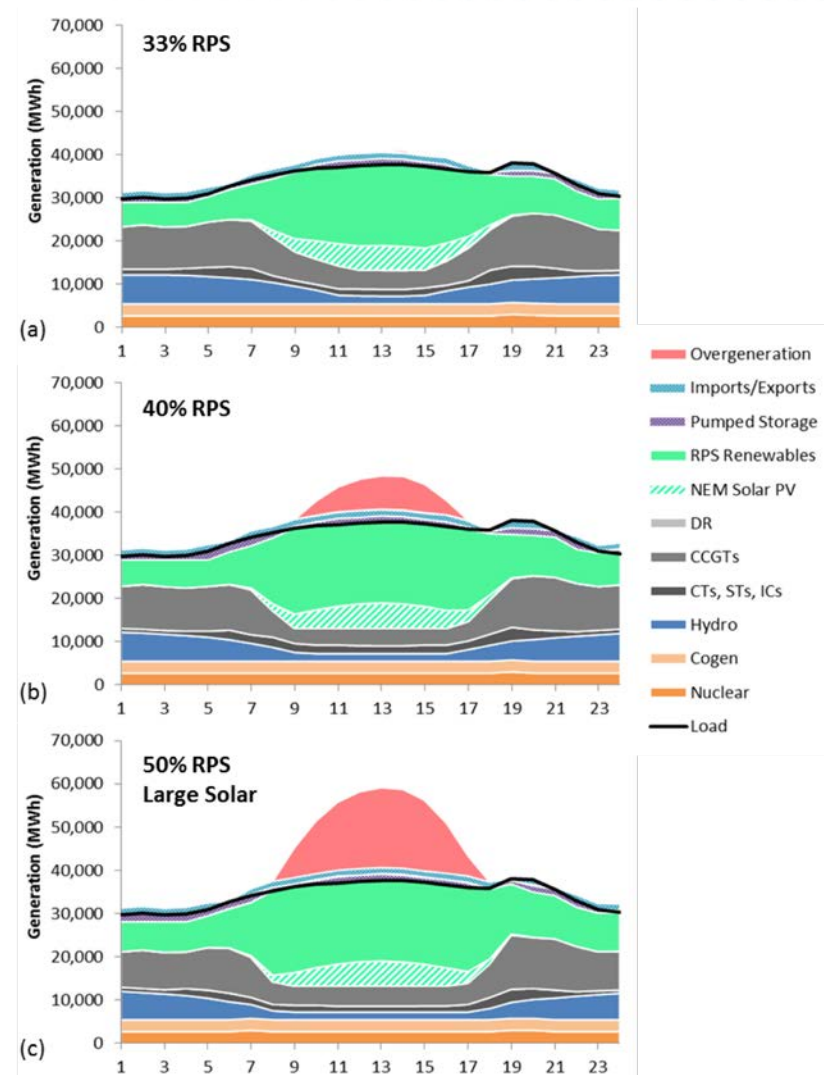 33% RPS
Generation (MWh)
70,000
60,000
50,000
40,000
30,000
20,000
10,000
0
1 3 5 7 9 11 13 15 17 19 21 23
(a)
40% RPS
Generation (MWh)
70,000
60,000
50,000
40,000
30,000
20,000
10,000
0
1 3 5 7 9 11 13 15 17 19 21 23
(b)
50% RPS
Large Solar
Generation (MWh)
70,000
60,000
50,000
40,000
30,000
20,000
10,000
0
1 3 5 7 9 11 13 15 17 19 21 23
(c)
Overgeneration
Imports/Exports
Pumped Storage
RPS Renewables
NEM Solar PV
DR
CCGTs
CTs, STs, ICs
Hydro
Cogen
Nuclear
Load